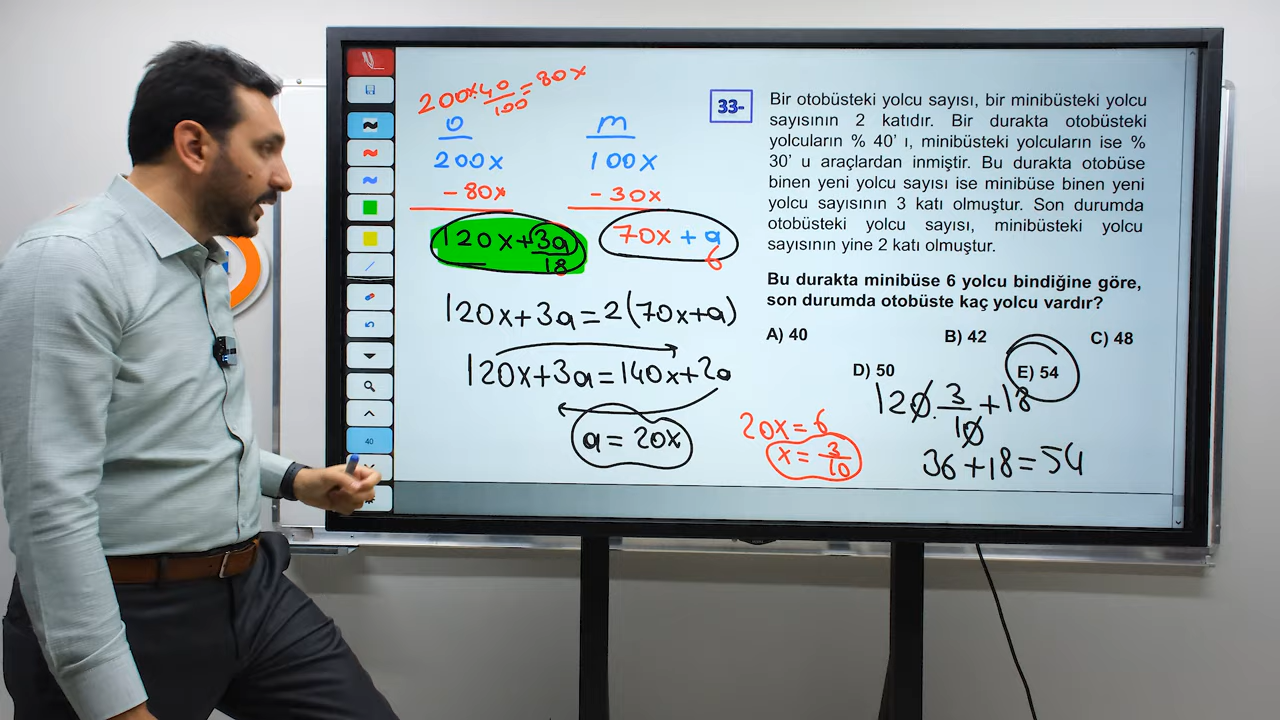 200x.40/100=80x
O
200x
-80x
120x+3a
18
m
100x
-30x
70x+a
6
120x+3a=2(70x+a)
120x+3a=140x+2a
a=20x
33-
Bir otobüsteki yolcu sayısı, bir minibüsteki yolcu
sayısının 2 katıdır. Bir durakta otobüsteki
yolcuların % 40' ı, minibüsteki yolcuların ise %
30' u araçlardan inmiştir. Bu durakta otobüse
binen yeni yolcu sayısı ise minibüse binen yeni
yolcu sayısının 3 katı olmuştur. Son durumda
otobüsteki yolcu sayısı, minibüsteki yolcu
sayısının yine 2 katı olmuştur.
Bu durakta minibüse 6 yolcu bindiğine göre,
son durumda otobüste kaç yolcu vardır?
A) 40 B) 42 C) 48
D) 50 E) 54
20x=6
x=3/10
120.3/10+18
36+18=54
40